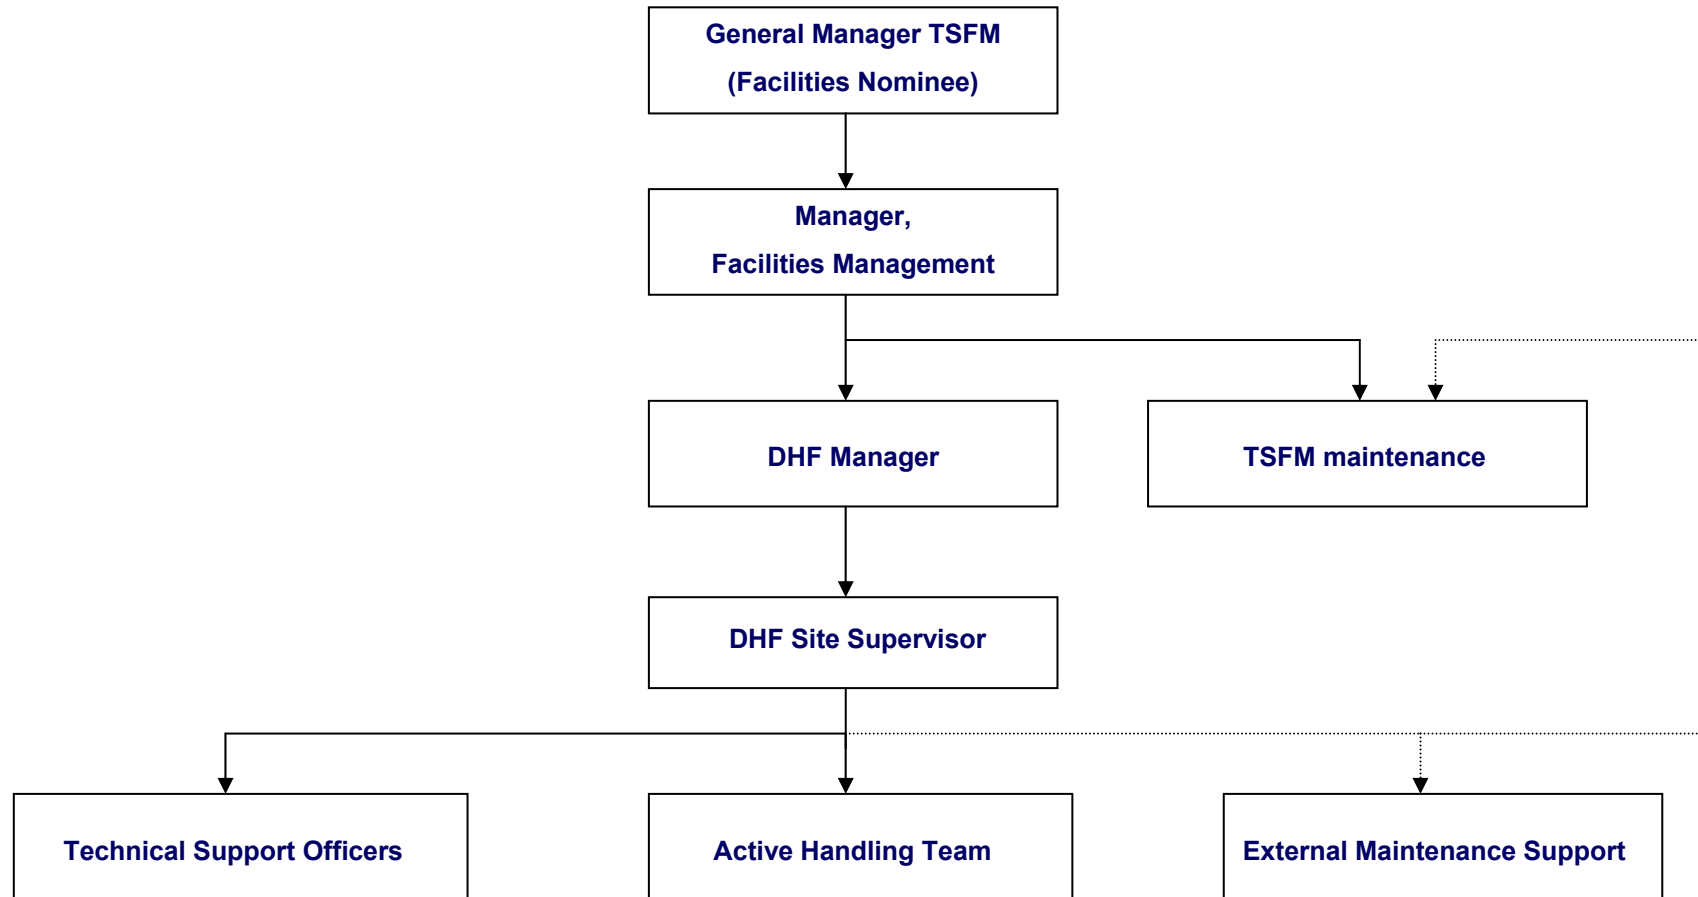 General Manager TSFM
(Facilities Nominee)
Manager,
Facilities Management
DHF Manager
TSFM maintenance
DHF Site Supervisor
Technical Support Officers
Active Handling Team
External Maintenance Support